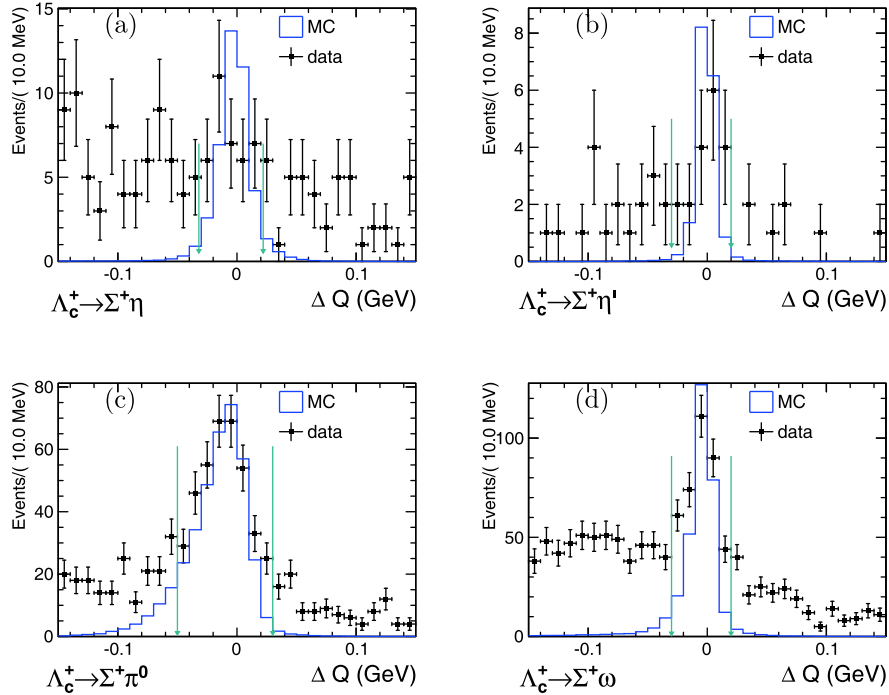 (a)
MC
data
Events/( 10.0 MeV)
15
10
5
0
-0.1
0
0.1
Λc+→Σ+η
Δ Q (GeV)
(b)
MC
data
Events/( 10.0 MeV)
8
6
4
2
0
-0.1
0
0.1
Λc+→Σ+η'
Δ Q (GeV)
(c)
MC
data
Events/( 10.0 MeV)
80
60
40
20
0
-0.1
0
0.1
Λc+→Σ+π0
Δ Q (GeV)
(d)
MC
data
Events/( 10.0 MeV)
100
50
0
-0.1
0
0.1
Λc+→Σ+ω
Δ Q (GeV)